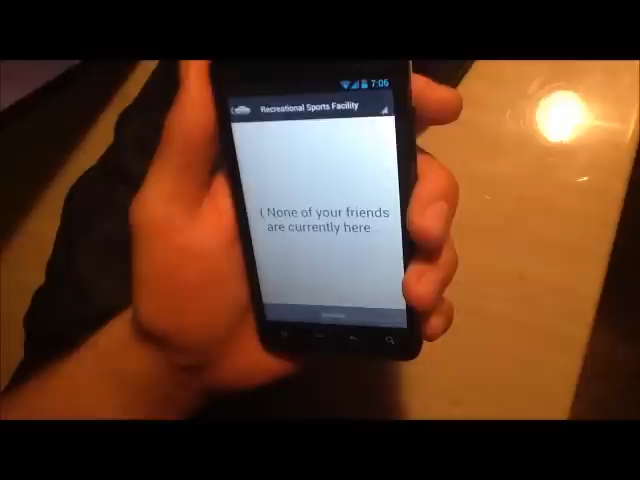 7:06
Recreational Sports Facility
( None of your friends
are currently here...